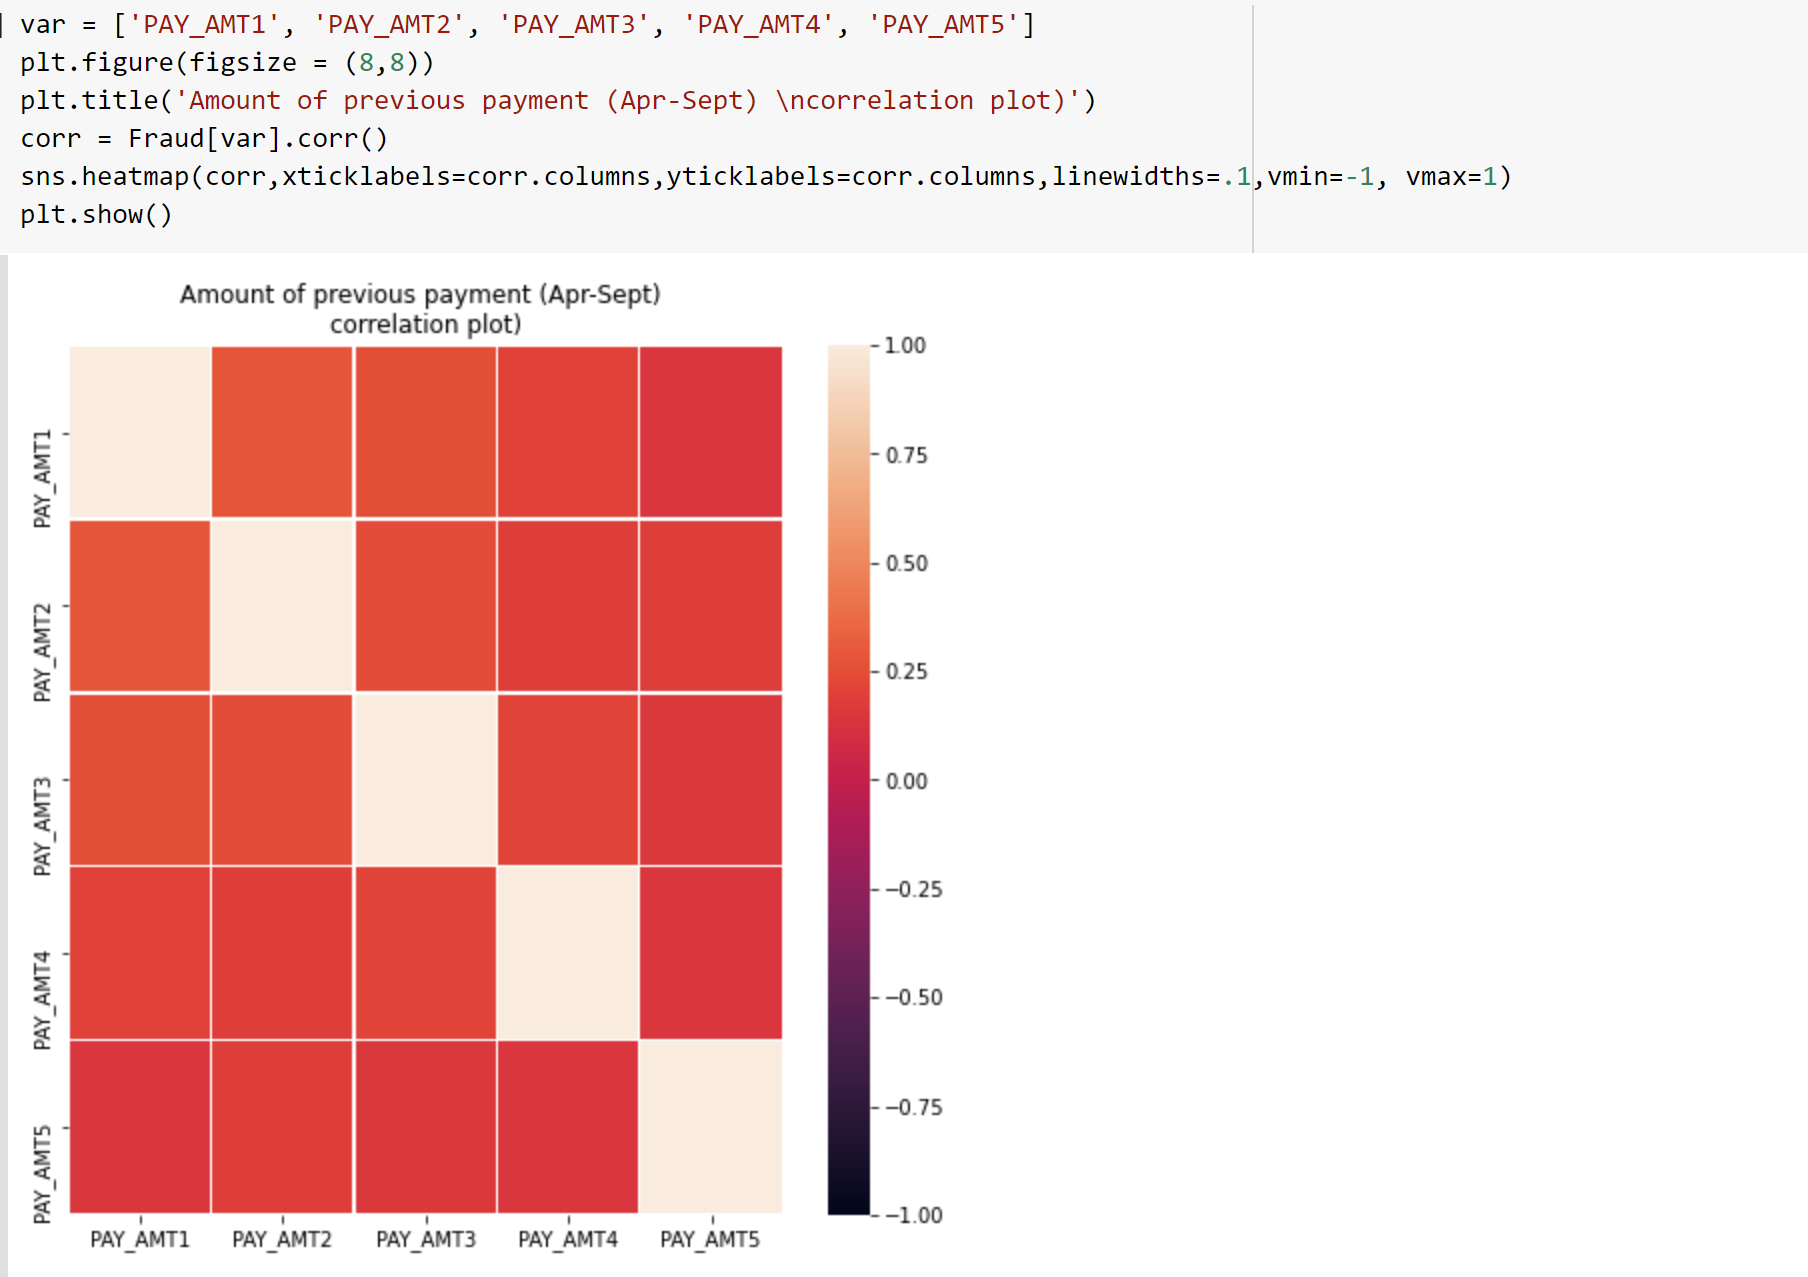 var = ['PAY_AMT1', 'PAY_AMT2', 'PAY_AMT3', 'PAY_AMT4', 'PAY_AMT5']
plt.figure(figsize = (8,8))
plt.title('Amount of previous payment (Apr-Sept) \ncorrelation plot)')
corr = Fraud[var].corr()
sns.heatmap(corr,xticklabels=corr.columns,yticklabels=corr.columns,linewidths=.1,vmin=-1, vmax=1)
plt.show()
Amount of previous payment (Apr-Sept)
correlation plot)
PAY_AMT1
PAY_AMT2
PAY_AMT3
PAY_AMT4
PAY_AMT5
PAY_AMT1 PAY_AMT2 PAY_AMT3 PAY_AMT4 PAY_AMT5
1.00
0.75
0.50
0.25
0.00
−0.25
−0.50
−0.75
−1.00